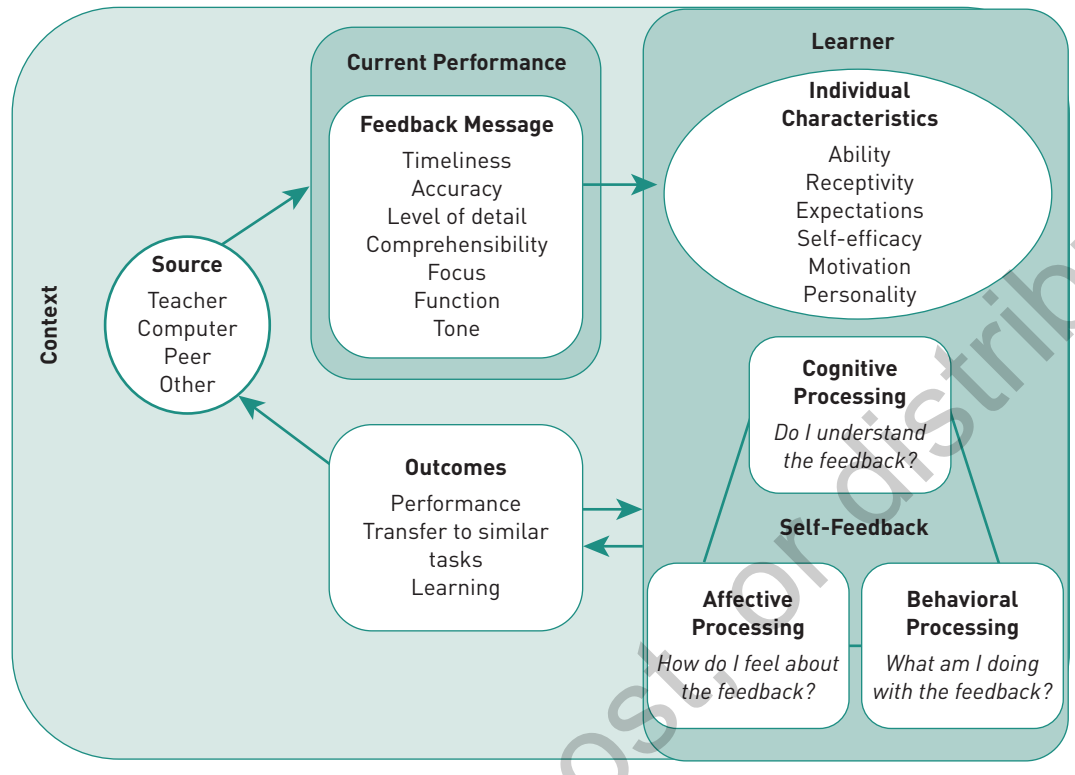 Context
Source
Teacher
Computer
Peer
Other
Current Performance
Feedback Message
Timeliness
Accuracy
Level of detail
Comprehensibility
Focus
Function
Tone
Outcomes
Performance
Transfer to similar
tasks
Learning
Learner
Individual
Characteristics
Ability
Receptivity
Expectations
Self-efficacy
Motivation
Personality
Cognitive
Processing
Do I understand
the feedback?
Self-Feedback
Affective
Processing
How do I feel about
the feedback?
Behavioral
Processing
What am I doing
with the feedback?
ost, or distrib